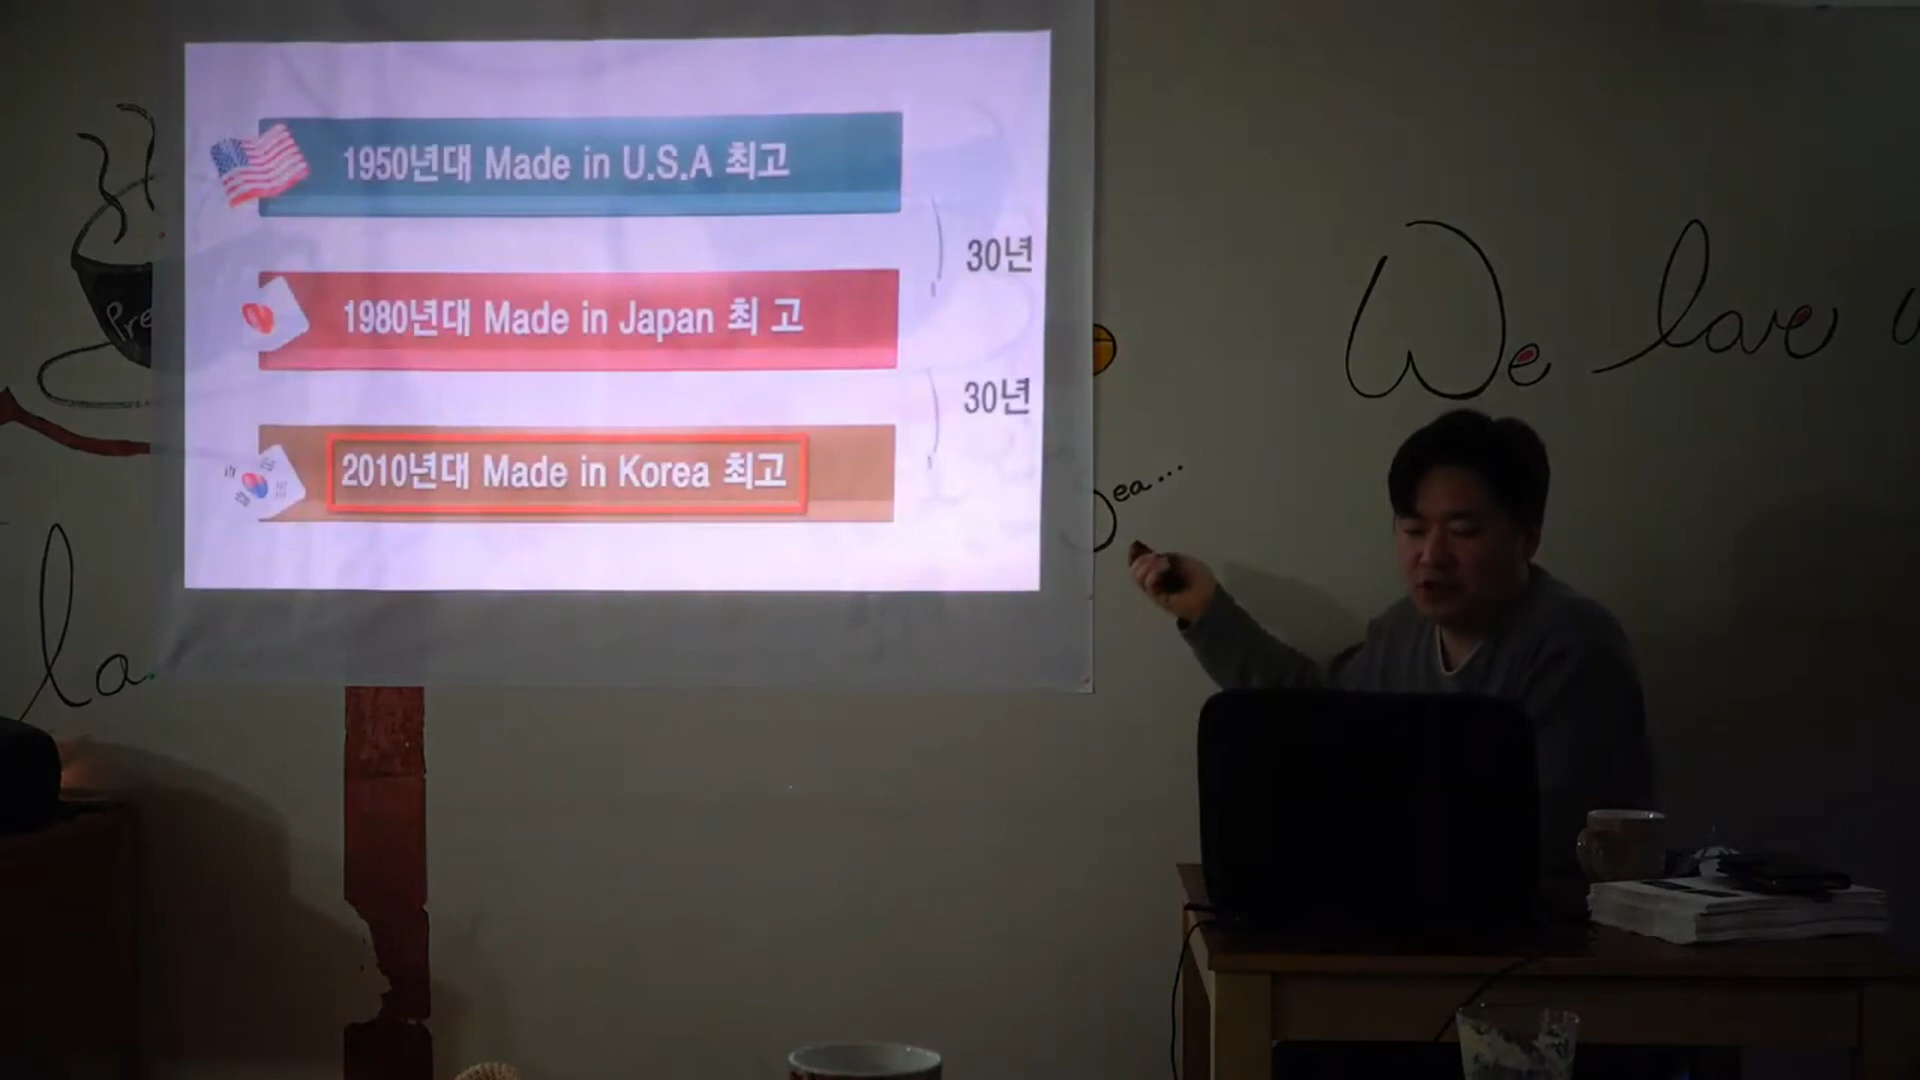 1950년대 Made in U.S.A 최고
30년
1980년대 Made in Japan 최 고
30년
2010년대 Made in Korea 최고
We love
Pre
ea...
la